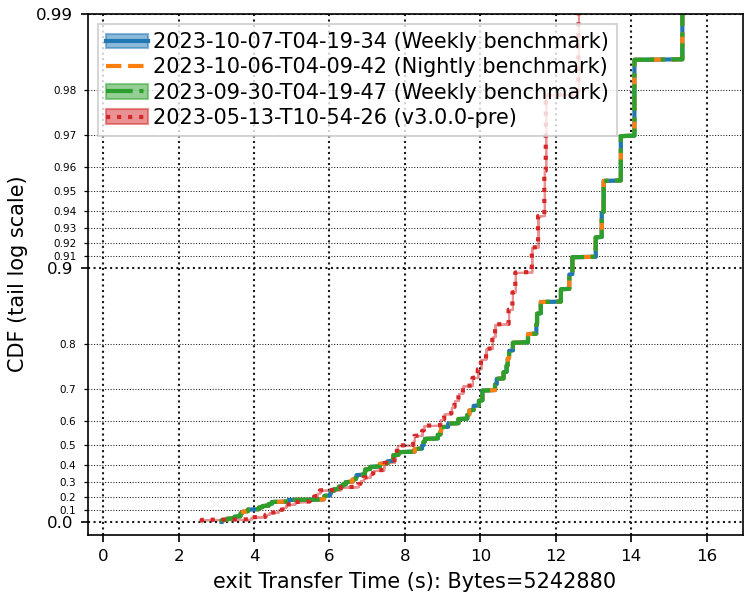 0.99
2023-10-07-T04-19-34 (Weekly benchmark)
2023-10-06-T04-09-42 (Nightly benchmark)
2023-09-30-T04-19-47 (Weekly benchmark)
2023-05-13-T10-54-26 (v3.0.0-pre)
0.98
0.97
0.96
0.95
0.94
0.93
0.92
0.91
0.9
0.8
0.7
0.6
0.5
0.4
0.3
0.2
0.1
0.0
CDF (tail log scale)
0 2 4 6 8 10 12 14 16
exit Transfer Time (s): Bytes=5242880